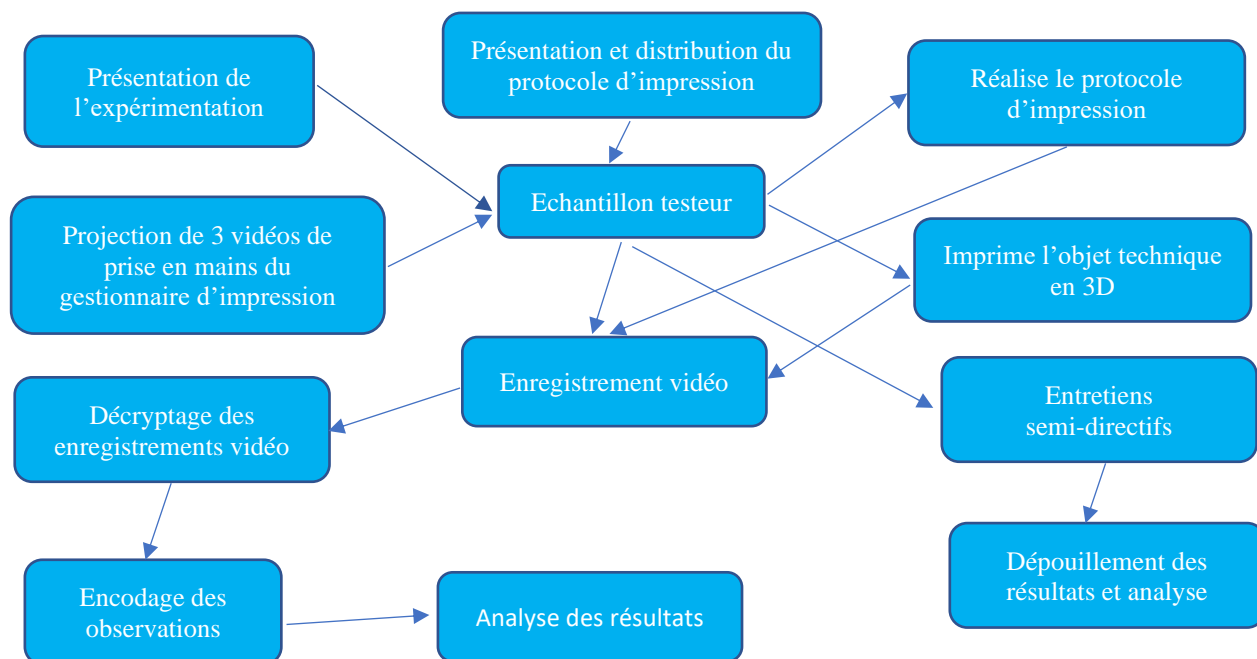 Présentation de
l’expérimentation
Présentation et distribution du
protocole d’impression
Réalise le protocole
d’impression
Echantillon testeur
Projection de 3 vidéos de
prise en mains du
gestionnaire d’impression
Imprime l’objet technique
en 3D
Enregistrement vidéo
Décryptage des
enregistrements vidéo
Entretiens
semi-directifs
Dépouillement des
résultats et analyse
Encodage des
observations
Analyse des résultats